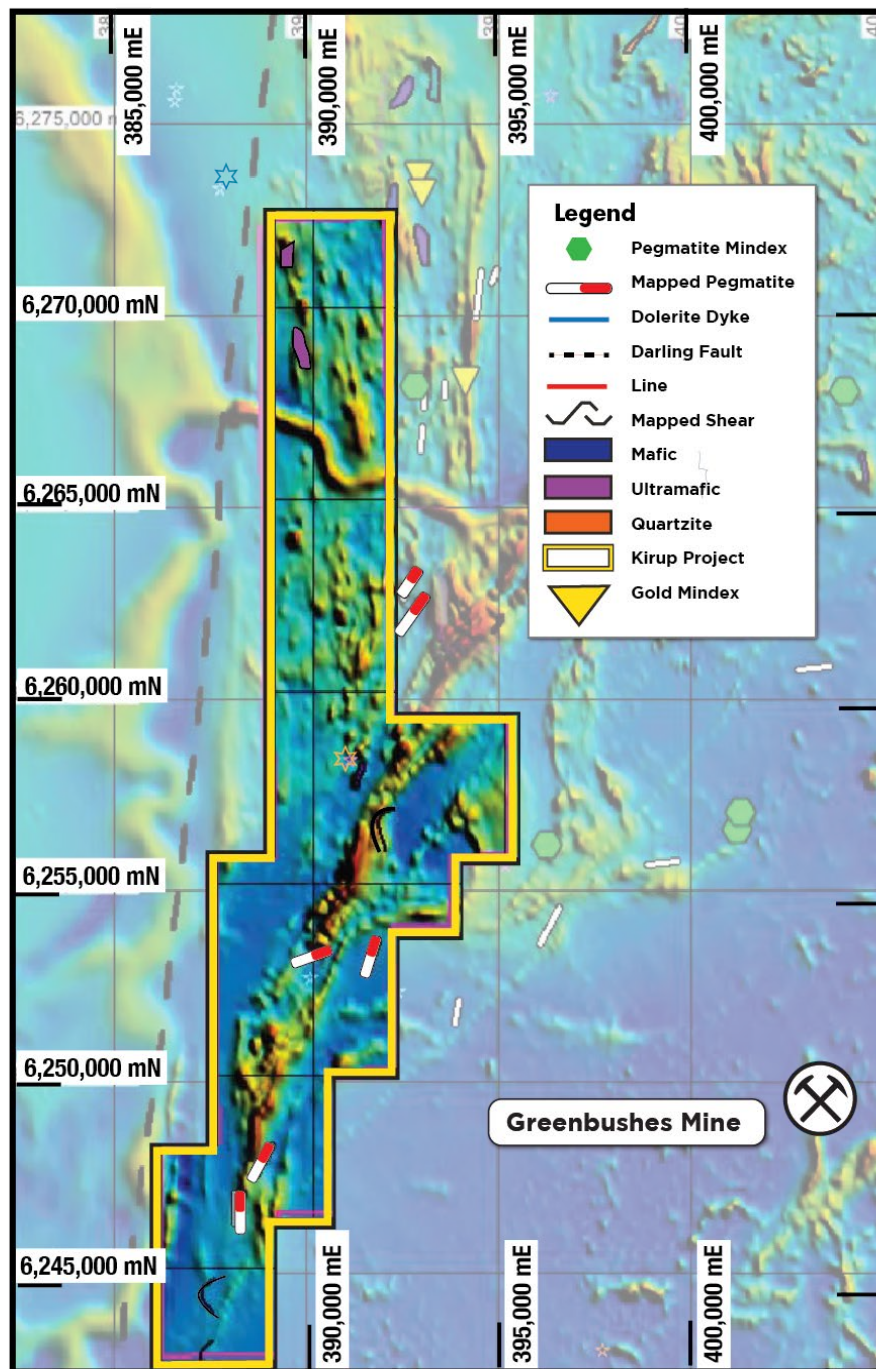 385,000 mE
390,000 mE
395,000 mE
400,000 mE
6,275,000 m
Legend
Pegmatite Mindex
Mapped Pegmatite
Dolerite Dyke
Darling Fault
Line
Mapped Shear
Mafic
Ultramafic
Quartzite
Kirup Project
Gold Mindex
6,270,000 mN
6,265,000 mN
6,260,000 mN
6,255,000 mN
6,250,000 mN
Greenbushes Mine
6,245,000 mN
390,000 mE
395,000 mE
400,000 mE